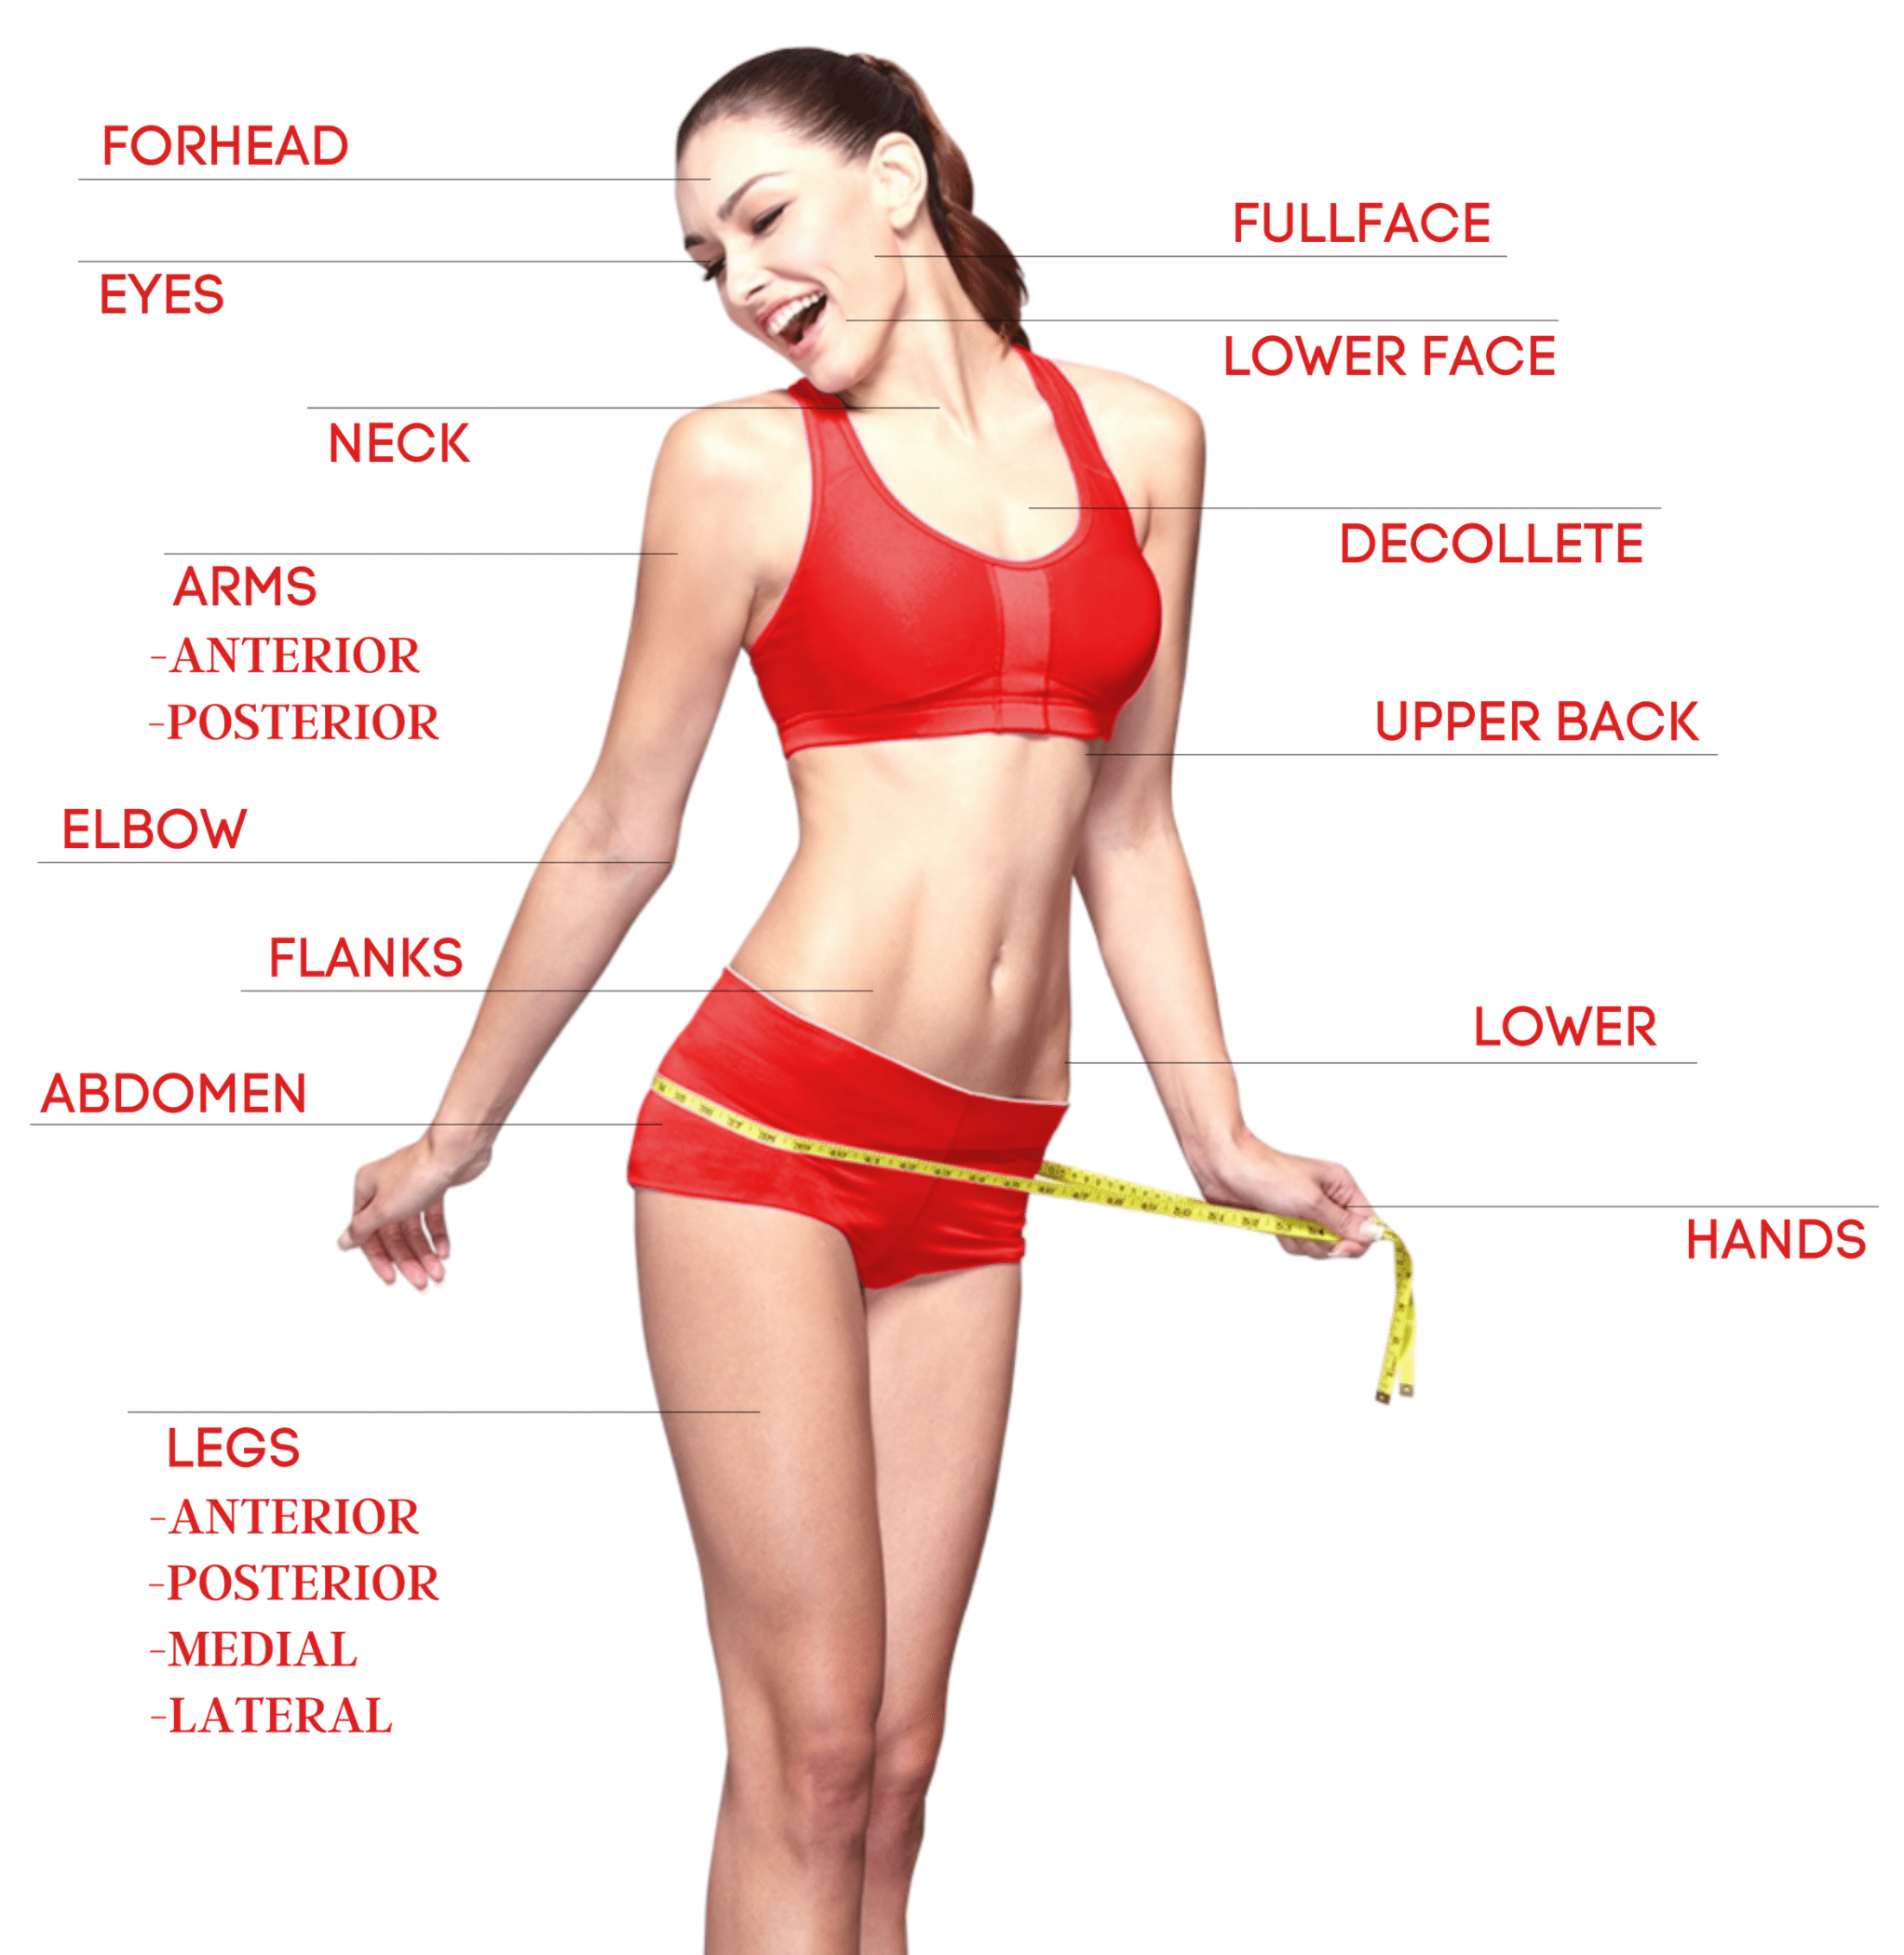 FORHEAD
EYES
NECK
ARMS
-ANTERIOR
-POSTERIOR
ELBOW
FLANKS
ABDOMEN
LEGS
-ANTERIOR
-POSTERIOR
-MEDIAL
-LATERAL
FULLFACE
LOWER FACE
DECOLLETE
UPPER BACK
LOWER
HANDS